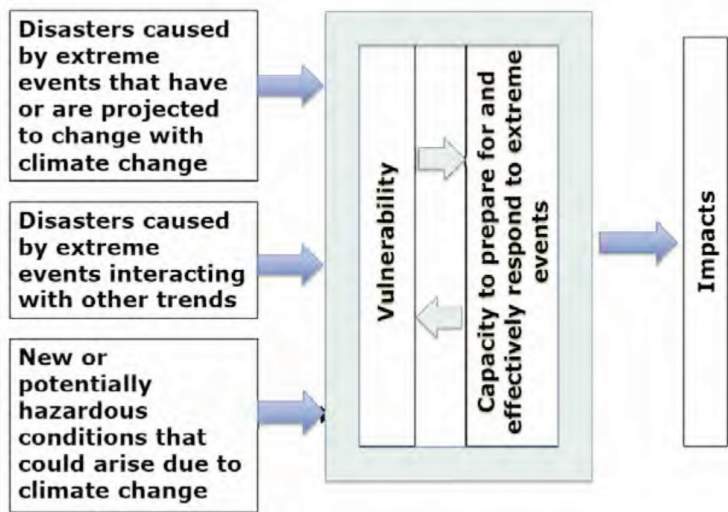 Disasters caused
by extreme
events that have
or are projected
to change with
climate change
Disasters caused
by extreme
events interacting
with other trends
New or
potentially
hazardous
conditions that
could arise due to
climate change
Vulnerability
Capacity to prepare for and
effectively respond to extreme
events
Impacts